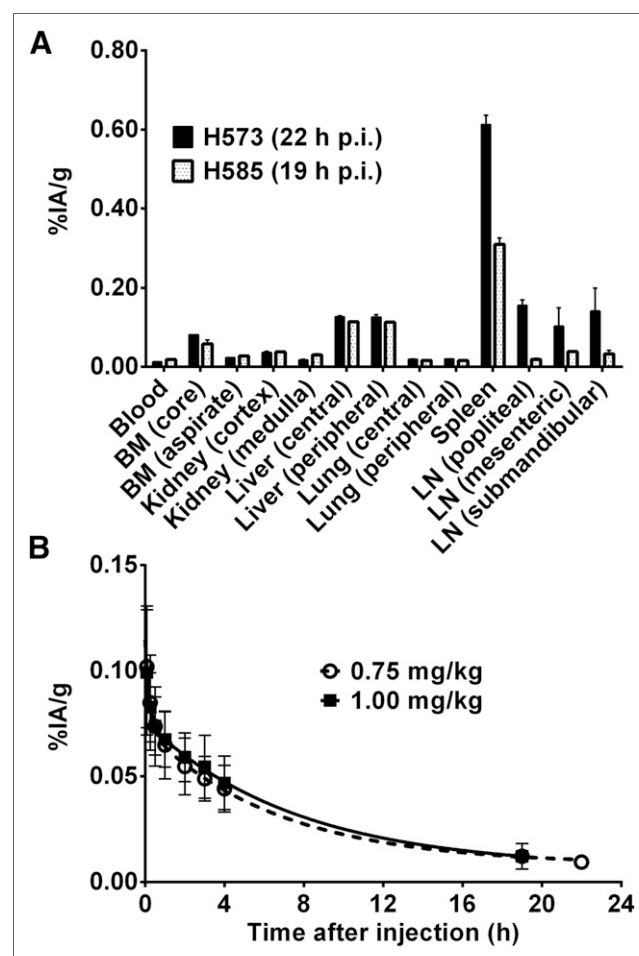 A
%IA/g
0.80
0.60
0.40
0.20
0.00
H573 (22 h p.i.)
H585 (19 h p.i.)
Blood
BM (core)
BM (aspirate)
Kidney (cortex)
Kidney (medulla)
Liver (central)
Liver (peripheral)
Lung (central)
Lung (peripheral)
Spleen
LN (popliteal)
LN (mesenteric)
LN (submandibular)
B
%IA/g
0.15
0.10
0.05
0.00
0.75 mg/kg
1.00 mg/kg
0 4 8 12 16 20 24
Time after injection (h)